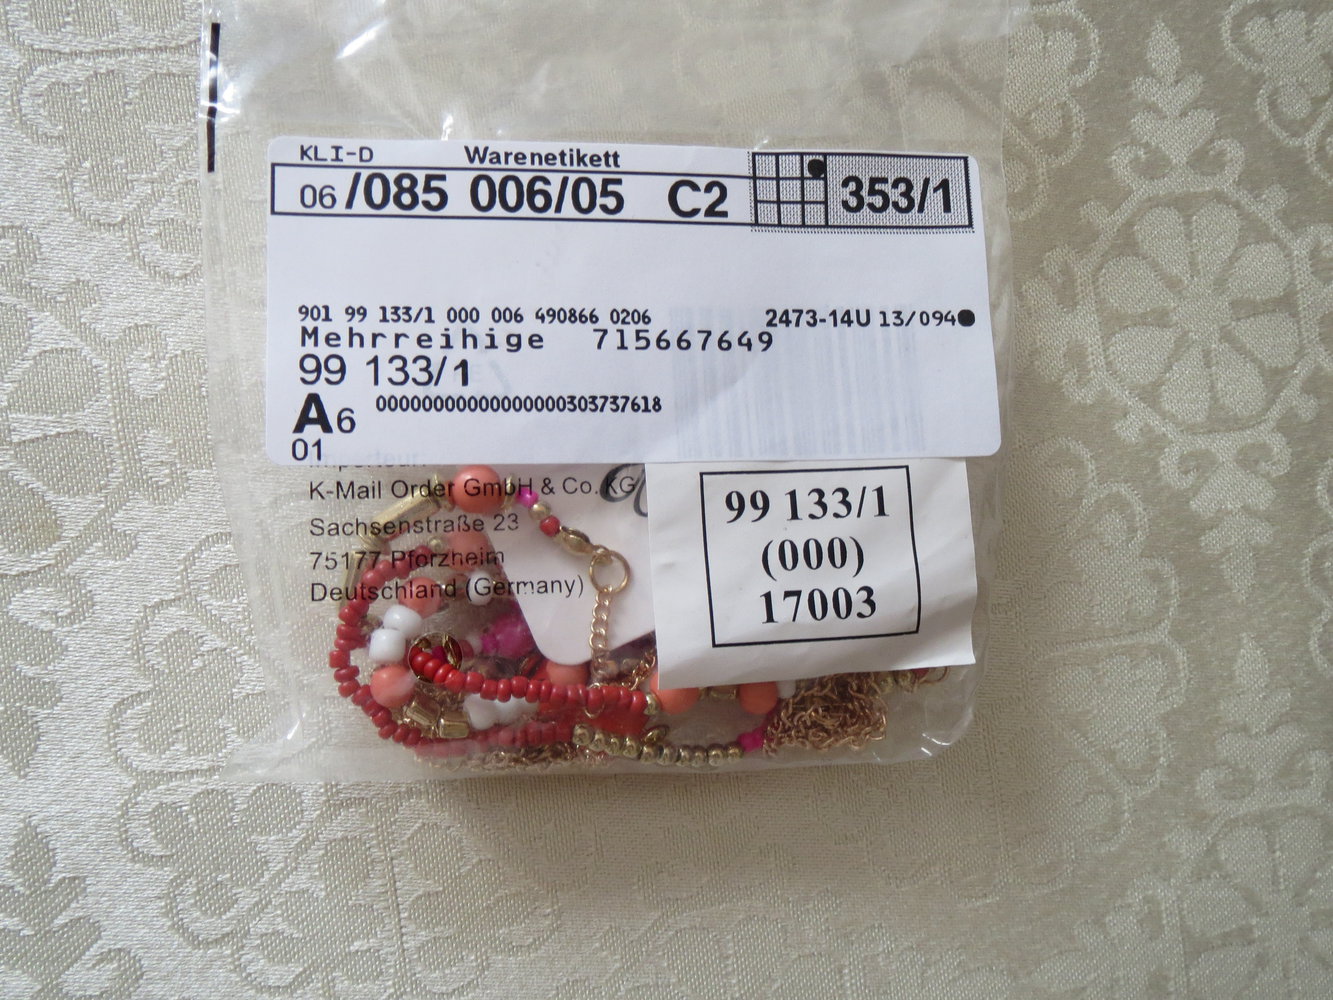 KLI-D Warenetikett
06/085 006/05 C2 353/1
901 99 133/1 000 006 490866 0206 2473-14U 13/094
Mehrreihige 715667649
99 133/1
A6 00000000000000000303737618
01
Importeur:
K-Mail Order GmbH & Co. KG
Sachsenstraße 23
75177 Pforzheim
Deutschland (Germany)
99 133/1
(000)
17003